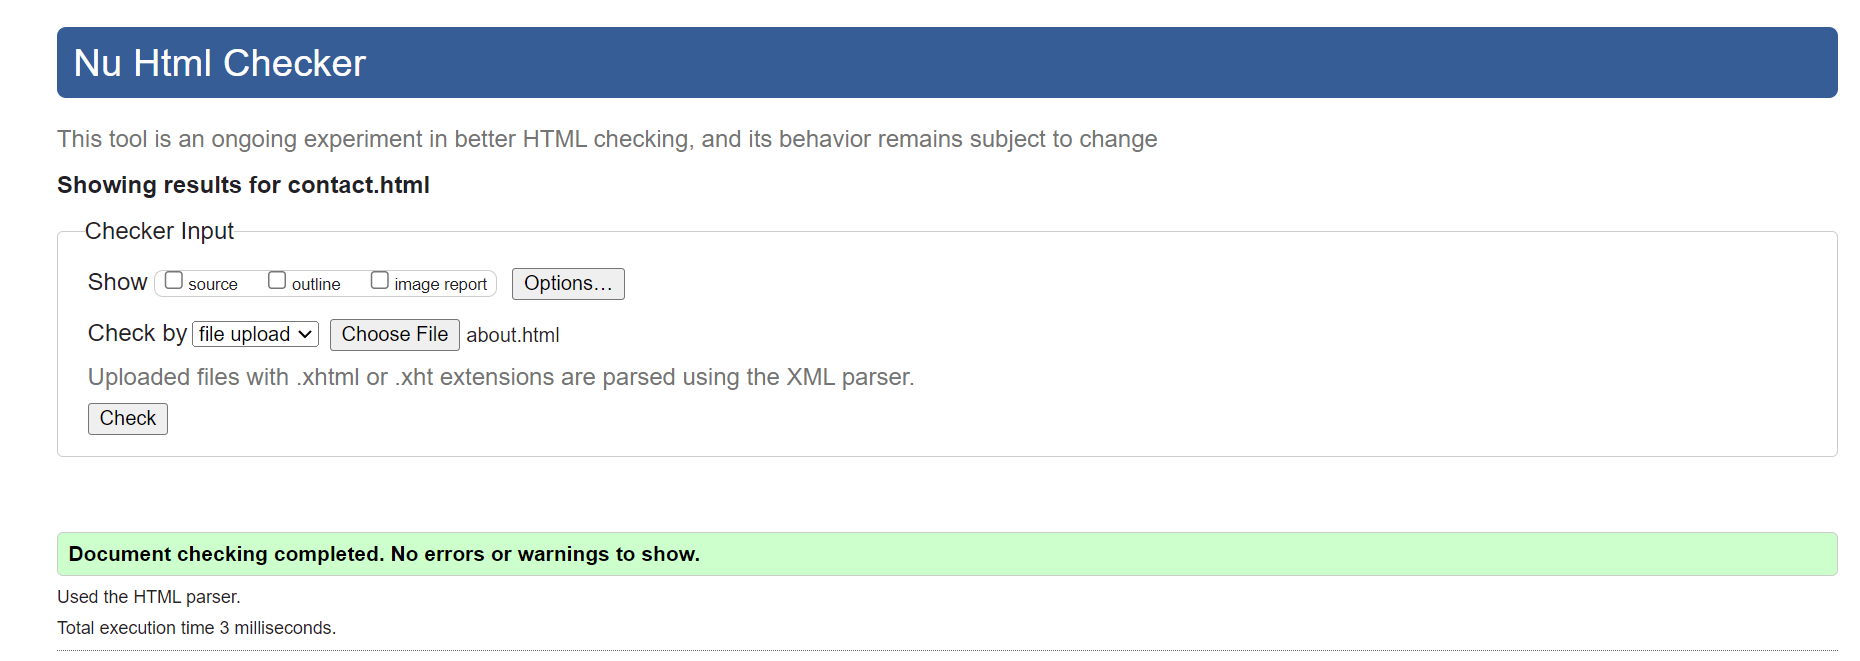 Nu Html Checker
This tool is an ongoing experiment in better HTML checking, and its behavior remains subject to change
Showing results for contact.html
Checker Input
Show source outline image report Options...
Check by file upload Choose File about.html
Uploaded files with .xhtml or .xht extensions are parsed using the XML parser.
Check
Document checking completed. No errors or warnings to show.
Used the HTML parser.
Total execution time 3 milliseconds.